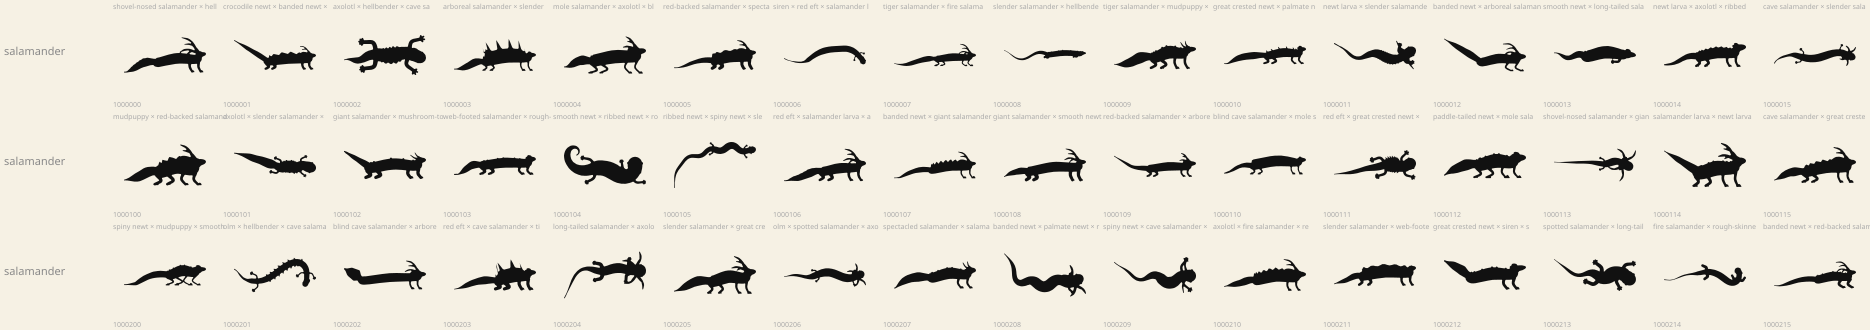 shovel-nosed salamander × hell crocodile newt × banded newt × axolotl × hellbender × cave sa arboreal salamander × slender mole salamander × axolotl × bl red-backed salamander × specta siren × red eft × salamander l tiger salamander × fire salama slender salamander × hellbende tiger salamander × mudpuppy × great crested newt × palmate n newt larva × slender salamande banded newt × arboreal salaman smooth newt × long-tailed sala newt larva × axolotl × ribbed cave salamander × slender sala
salamander
1000000 1000001 1000002 1000003 1000004 1000005 1000006 1000007 1000008 1000009 1000010 1000011 1000012 1000013 1000014 1000015
mudpuppy × red-backed salamand axolotl × slender salamander × giant salamander × mushroom-to web-footed salamander × rough- smooth newt × ribbed newt × ro ribbed newt × spiny newt × sle red eft × salamander larva × a banded newt × giant salamander giant salamander × smooth newt red-backed salamander × arbore blind cave salamander × mole s red eft × great crested newt × paddle-tailed newt × mole sala shovel-nosed salamander × gian salamander larva × newt larva cave salamander × great creste
salamander
1000100 1000101 1000102 1000103 1000104 1000105 1000106 1000107 1000108 1000109 1000110 1000111 1000112 1000113 1000114 1000115
spiny newt × mudpuppy × smooth olm × hellbender × cave salama blind cave salamander × arbore red eft × cave salamander × ti long-tailed salamander × axolo slender salamander × great cre olm × spotted salamander × axo spectacled salamander × salama banded newt × palmate newt × r spiny newt × cave salamander × axolotl × fire salamander × re slender salamander × web-foote great crested newt × siren × s spotted salamander × long-tail fire salamander × rough-skinne banded newt × red-backed salam
salamander
1000200 1000201 1000202 1000203 1000204 1000205 1000206 1000207 1000208 1000209 1000210 1000211 1000212 1000213 1000214 1000215